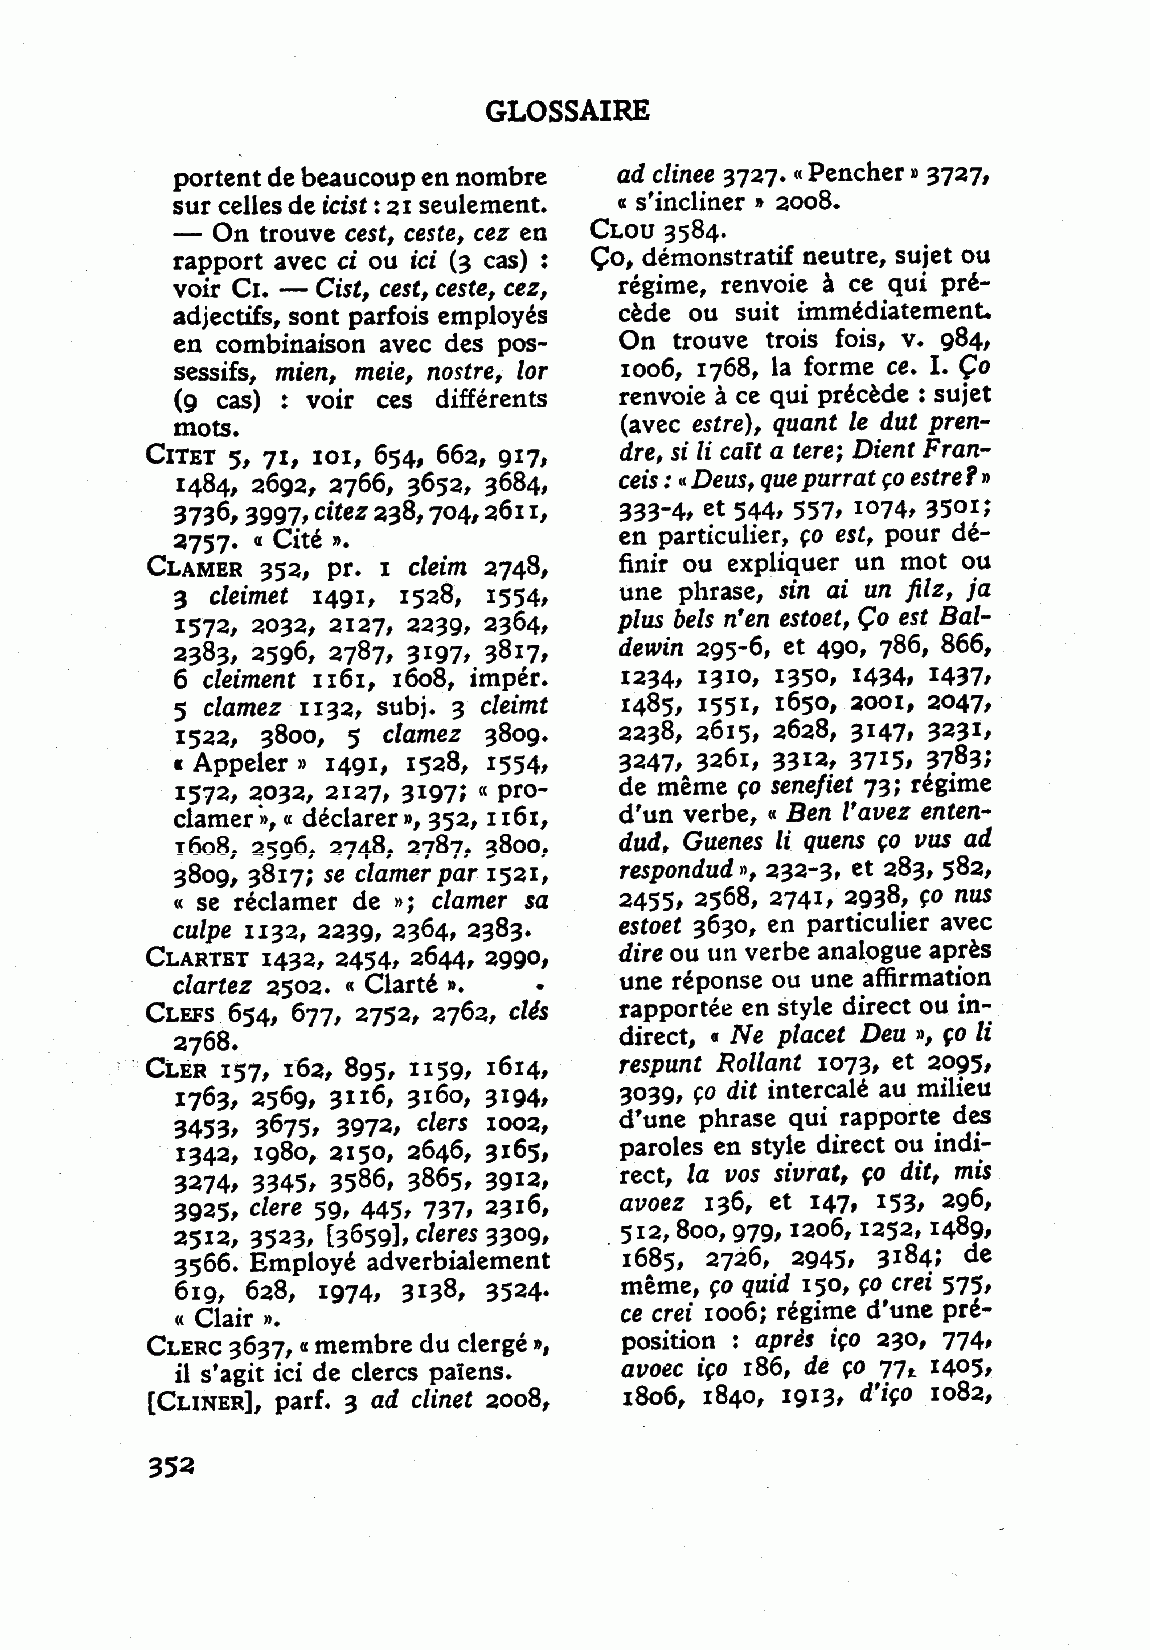 GLOSSAIRE
portent de beaucoup en nombre
sur celles de icist : 21 seulement.
— On trouve cest, ceste, cez en
rapport avec ci ou ici (3 cas) :
voir CI. — Cist, cest, ceste, cez,
adjectifs, sont parfois employés
en combinaison avec des pos-
sessifs, mien, meie, nostre, lor
(9 cas) : voir ces différents
mots.
CITET 5, 71, 101, 654, 662, 917,
1484, 2692, 2766, 3652, 3684,
3736, 3997, citez 238, 704, 2611,
2757. « Cité ».
CLAMER 352, pr. 1 cleim 2748,
3 cleimet 1491, 1528, 1554,
1572, 2032, 2127, 2239, 2364,
2383, 2596, 2787, 3197, 3817,
6 cleiment 1161, 1608, impér.
5 clamez 1132, subj. 3 cleimt
1522, 3800, 5 clamez 3809.
« Appeler » 1491, 1528, 1554,
1572, 2032, 2127, 3197; « pro-
clamer », « déclarer », 352, 1161,
1608, 2596, 2748, 2787, 3800,
3809, 3817; se clamer par 1521,
« se réclamer de »; clamer sa
culpe 1132, 2239, 2364, 2383.
CLARTET 1432, 2454, 2644, 2990,
clartez 2502. « Clarté ».
CLEFS 654, 677, 2752, 2762, clés
2768.
CLER 157, 162, 895, 1159, 1614,
1763, 2569, 3116, 3160, 3194,
3453, 3675, 3972, clers 1002,
1342, 1980, 2150, 2646, 3165,
3274, 3345, 3586, 3865, 3912,
3925, clere 59, 445, 737, 2316,
2512, 3523, [3659], cleres 3309,
3566. Employé adverbialement
619, 628, 1974, 3138, 3524.
« Clair ».
CLERC 3637, « membre du clergé »,
il s'agit ici de clercs païens.
[CLINER], parf. 3 ad clinet 2008,
ad clinee 3727. « Pencher » 3727,
« s'incliner » 2008.
CLOU 3584.
ÇO, démonstratif neutre, sujet ou
régime, renvoie à ce qui pré-
cède ou suit immédiatement.
On trouve trois fois, v. 984,
1006, 1768, la forme ce. I. Ço
renvoie à ce qui précède : sujet
(avec estre), quant le dut pren-
dre, si li caït a tere; Dient Fran-
ceis : « Deus, que purrat ço estre? »
333-4, et 544, 557, 1074, 3501;
en particulier, ço est, pour dé-
finir ou expliquer un mot ou
une phrase, sin ai un filz, ja
plus bels n'en estoet, Ço est Bal-
dewin 295-6, et 490, 786, 866,
1234, 1310, 1350, 1434, 1437,
1485, 1551, 1650, 2001, 2047,
2238, 2615, 2628, 3147, 3231,
3247, 3261, 3312, 3715, 3783;
de même ço senefiet 73; régime
d'un verbe, « Ben l'avez enten-
dud, Guenes li quens ço vus ad
respondud », 232-3, et 283, 582,
2455, 2568, 2741, 2938, ço nus
estoet 3630, en particulier avec
dire ou un verbe analogue après
une réponse ou une affirmation
rapportée en style direct ou in-
direct, « Ne placet Deu », ço li
respunt Rollant 1073, et 2095,
3039, ço dit intercalé au milieu
d'une phrase qui rapporte des
paroles en style direct ou indi-
rect, la vos sivrat, ço dit, mis
avoez 136, et 147, 153, 296,
512, 800, 979, 1206, 1252, 1489,
1685, 2726, 2945, 3184; de
même, ço quid 150, ço crei 575,
ce crei 1006; régime d'une pré-
position : après iço 230, 774,
avoec iço 186, de ço 77, 1405,
1806, 1840, 1913, d'iço 1082,
352